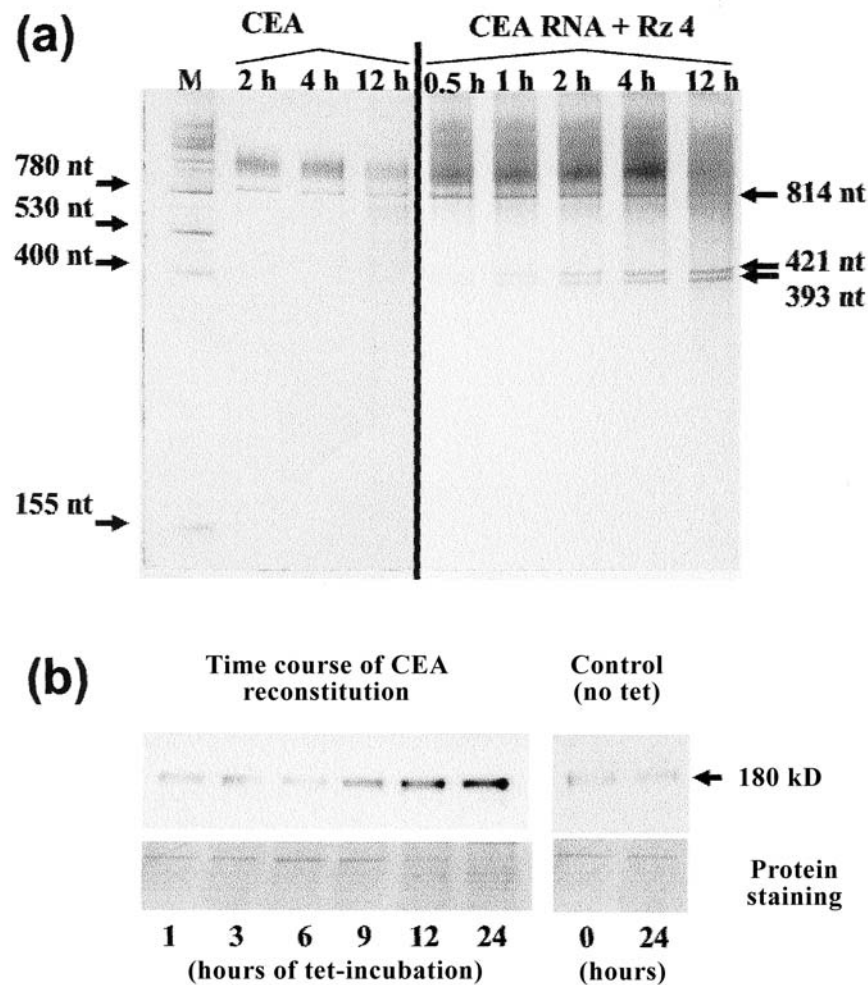 (a)
CEA
CEA RNA + Rz 4
M 2 h 4 h 12 h 0.5 h 1 h 2 h 4 h 12 h
780 nt
530 nt
400 nt
155 nt
814 nt
421 nt
393 nt
(b)
Time course of CEA
reconstitution
Control
(no tet)
180 kD
Protein
staining
1 3 6 9 12 24
(hours of tet-incubation)
0 24
(hours)